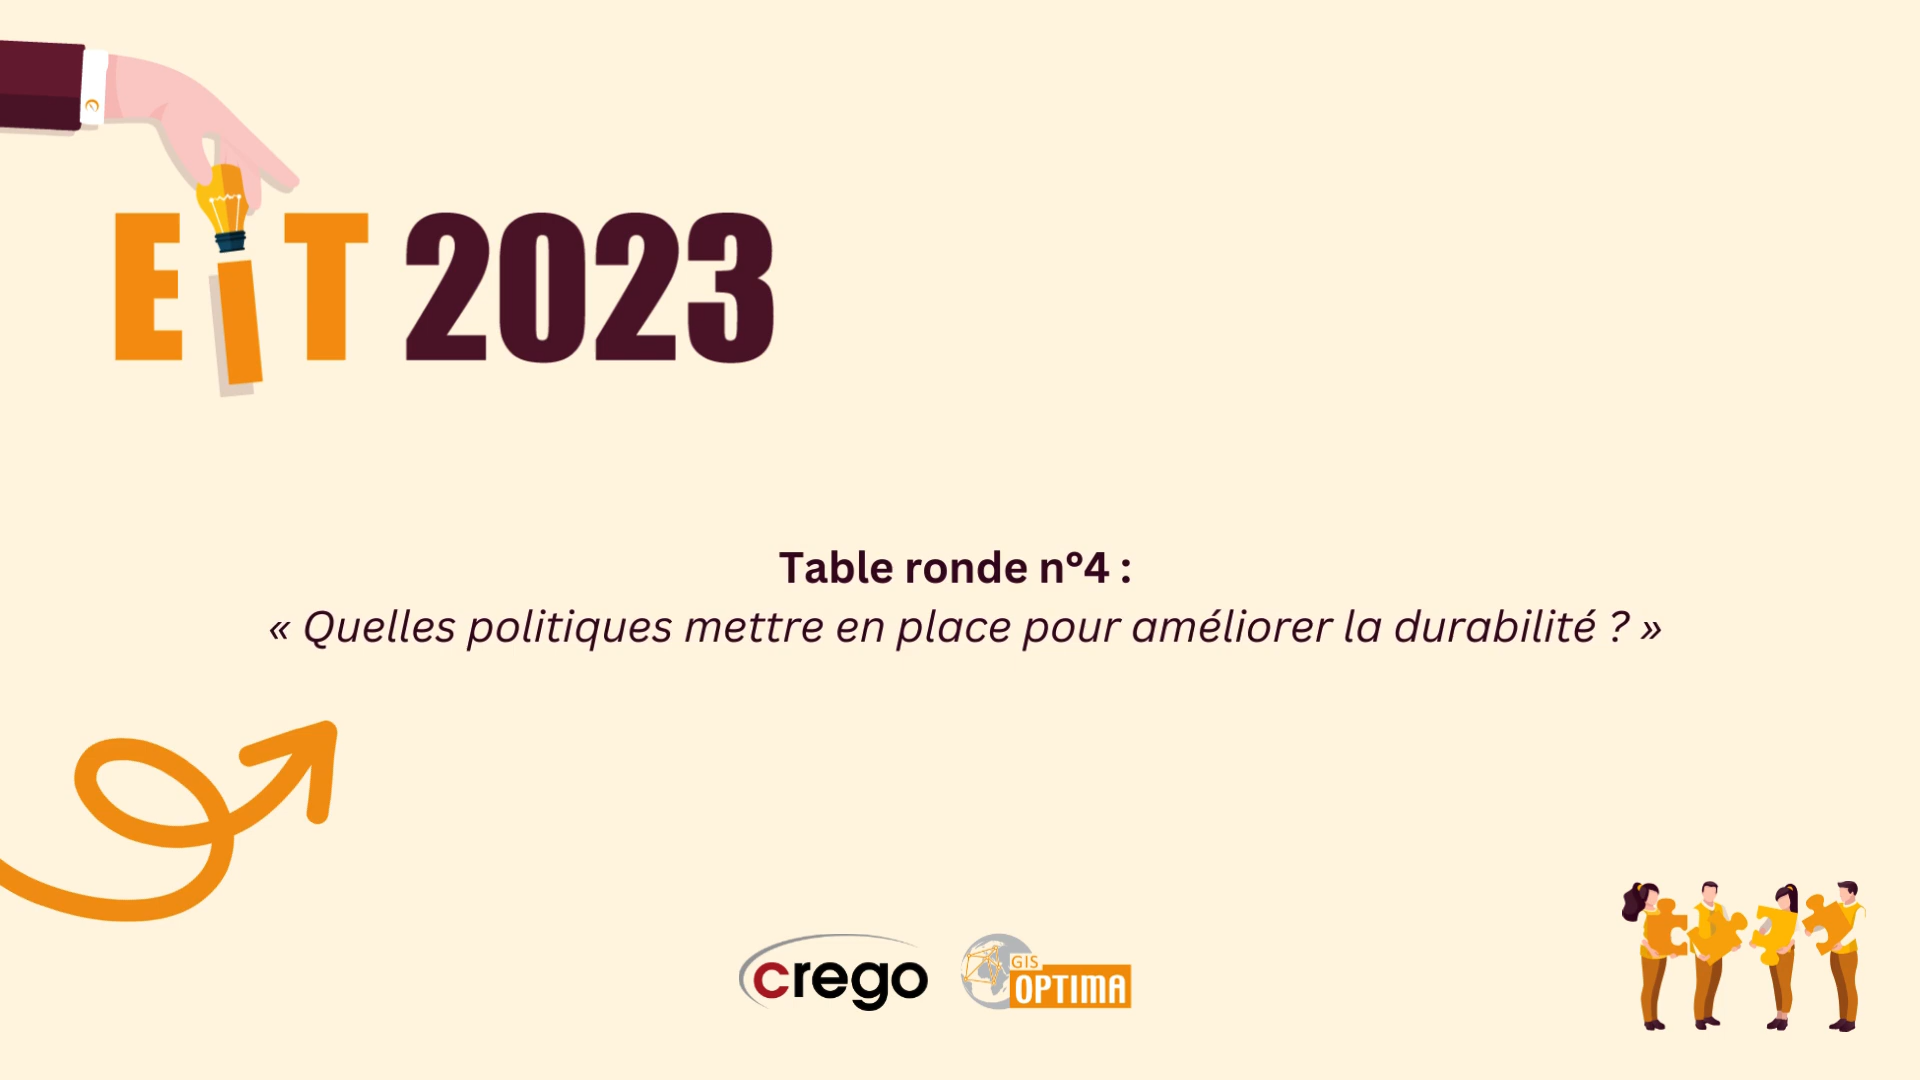 EiT 2023
Table ronde n°4 :
« Quelles politiques mettre en place pour améliorer la durabilité ? »
crego
GIS
OPTIMA